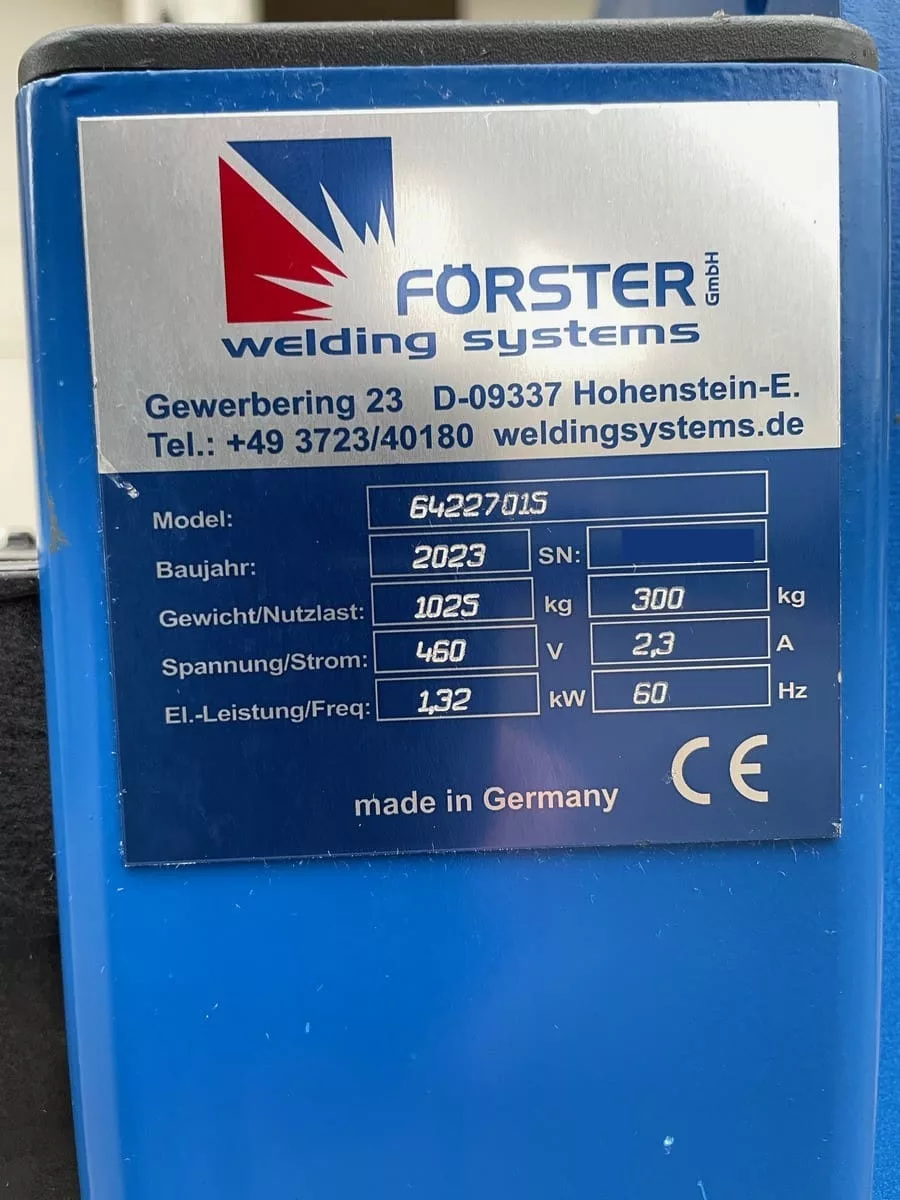 FÖRSTER GmbH
welding systems
Gewerbering 23 D-09337 Hohenstein-E.
Tel.: +49 3723/40180 weldingsystems.de
Model: 6422701S
Baujahr: 2023 SN:
Gewicht/Nutzlast: 1025 kg 300 kg
Spannung/Strom: 460 V 2,3 A
El.-Leistung/Freq: 1,32 kW 60 Hz
made in Germany CE